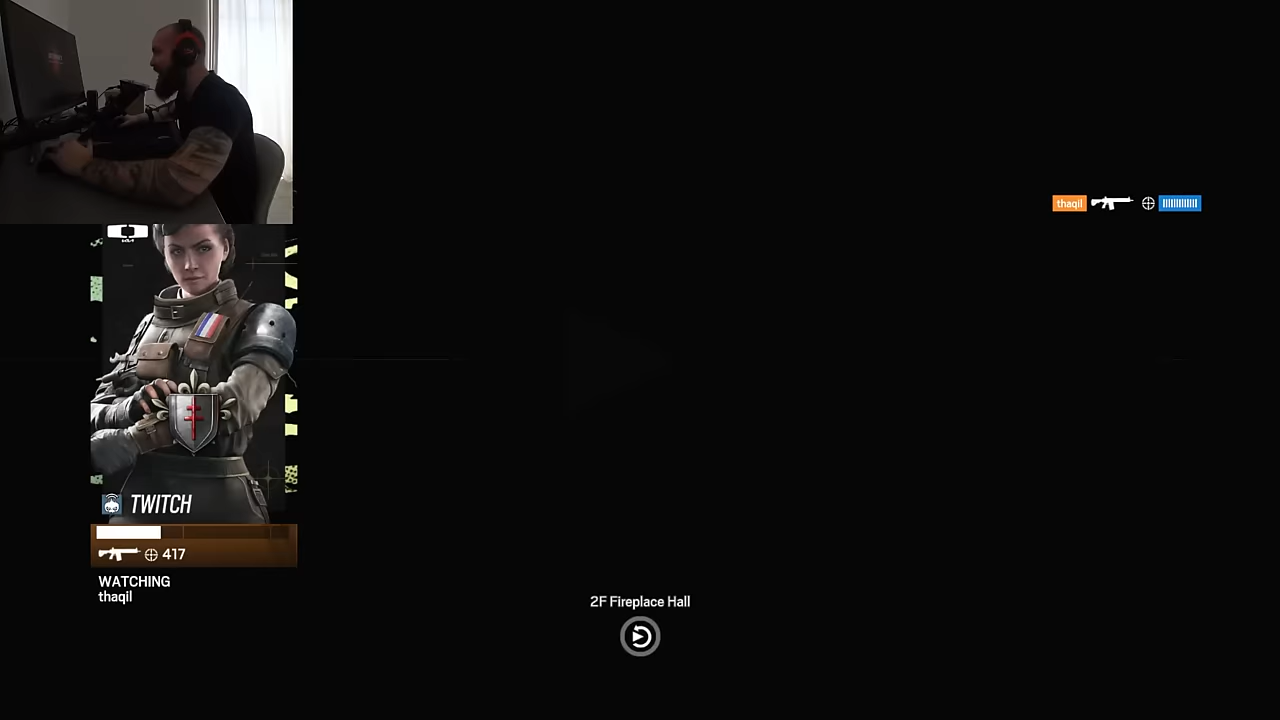 thaqil
TWITCH
417
WATCHING
thaqil
2F Fireplace Hall